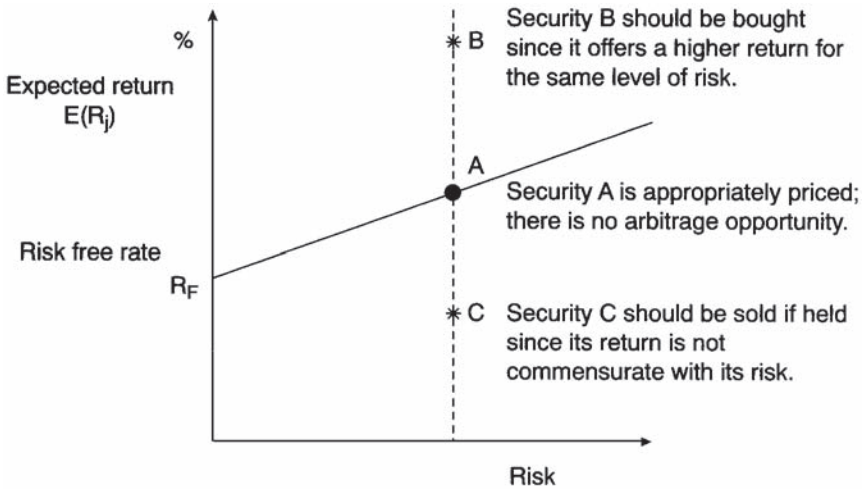 %
Expected return
E(Rj)
Risk free rate
RF
B
Security B should be bought
since it offers a higher return for
the same level of risk.
A
Security A is appropriately priced;
there is no arbitrage opportunity.
C
Security C should be sold if held
since its return is not
commensurate with its risk.
Risk